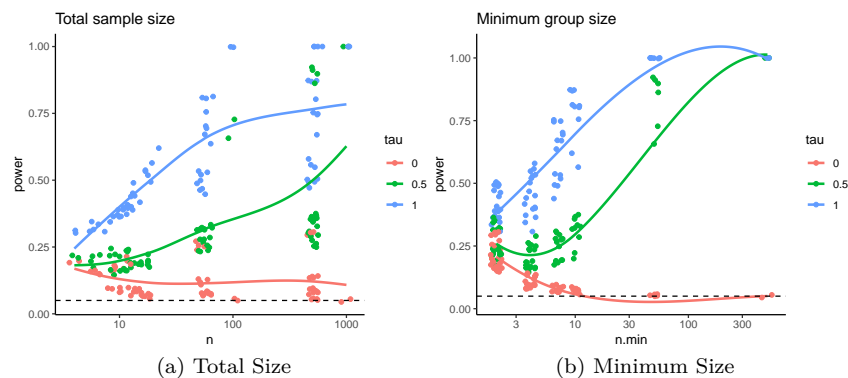 Total sample size
1.00
0.75
0.50
0.25
0.00
power
10
100
1000
n
tau
0
0.5
1
(a) Total Size
Minimum group size
1.00
0.75
0.50
0.25
0.00
power
3
10
30
100
300
n.min
tau
0
0.5
1
(b) Minimum Size